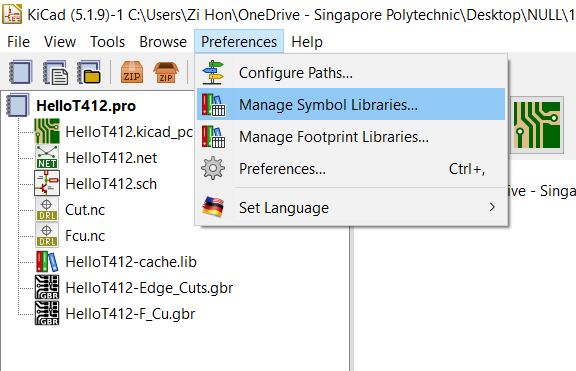 KiCad (5.1.9)-1 C:\Users\Zi Hon\OneDrive - Singapore Polytechnic\Desktop\NULL\1
File View Tools Browse Preferences Help
ZIP ZIP
Configure Paths...
Manage Symbol Libraries...
Manage Footprint Libraries...
Preferences... Ctrl+,
Set Language
ve - Singa
HelloT412.pro
HelloT412.kicad_pc
NET HelloT412.net
HelloT412.sch
DRL Cut.nc
DRL Fcu.nc
HelloT412-cache.lib
GBR HelloT412-Edge_Cuts.gbr
GBR HelloT412-F_Cu.gbr